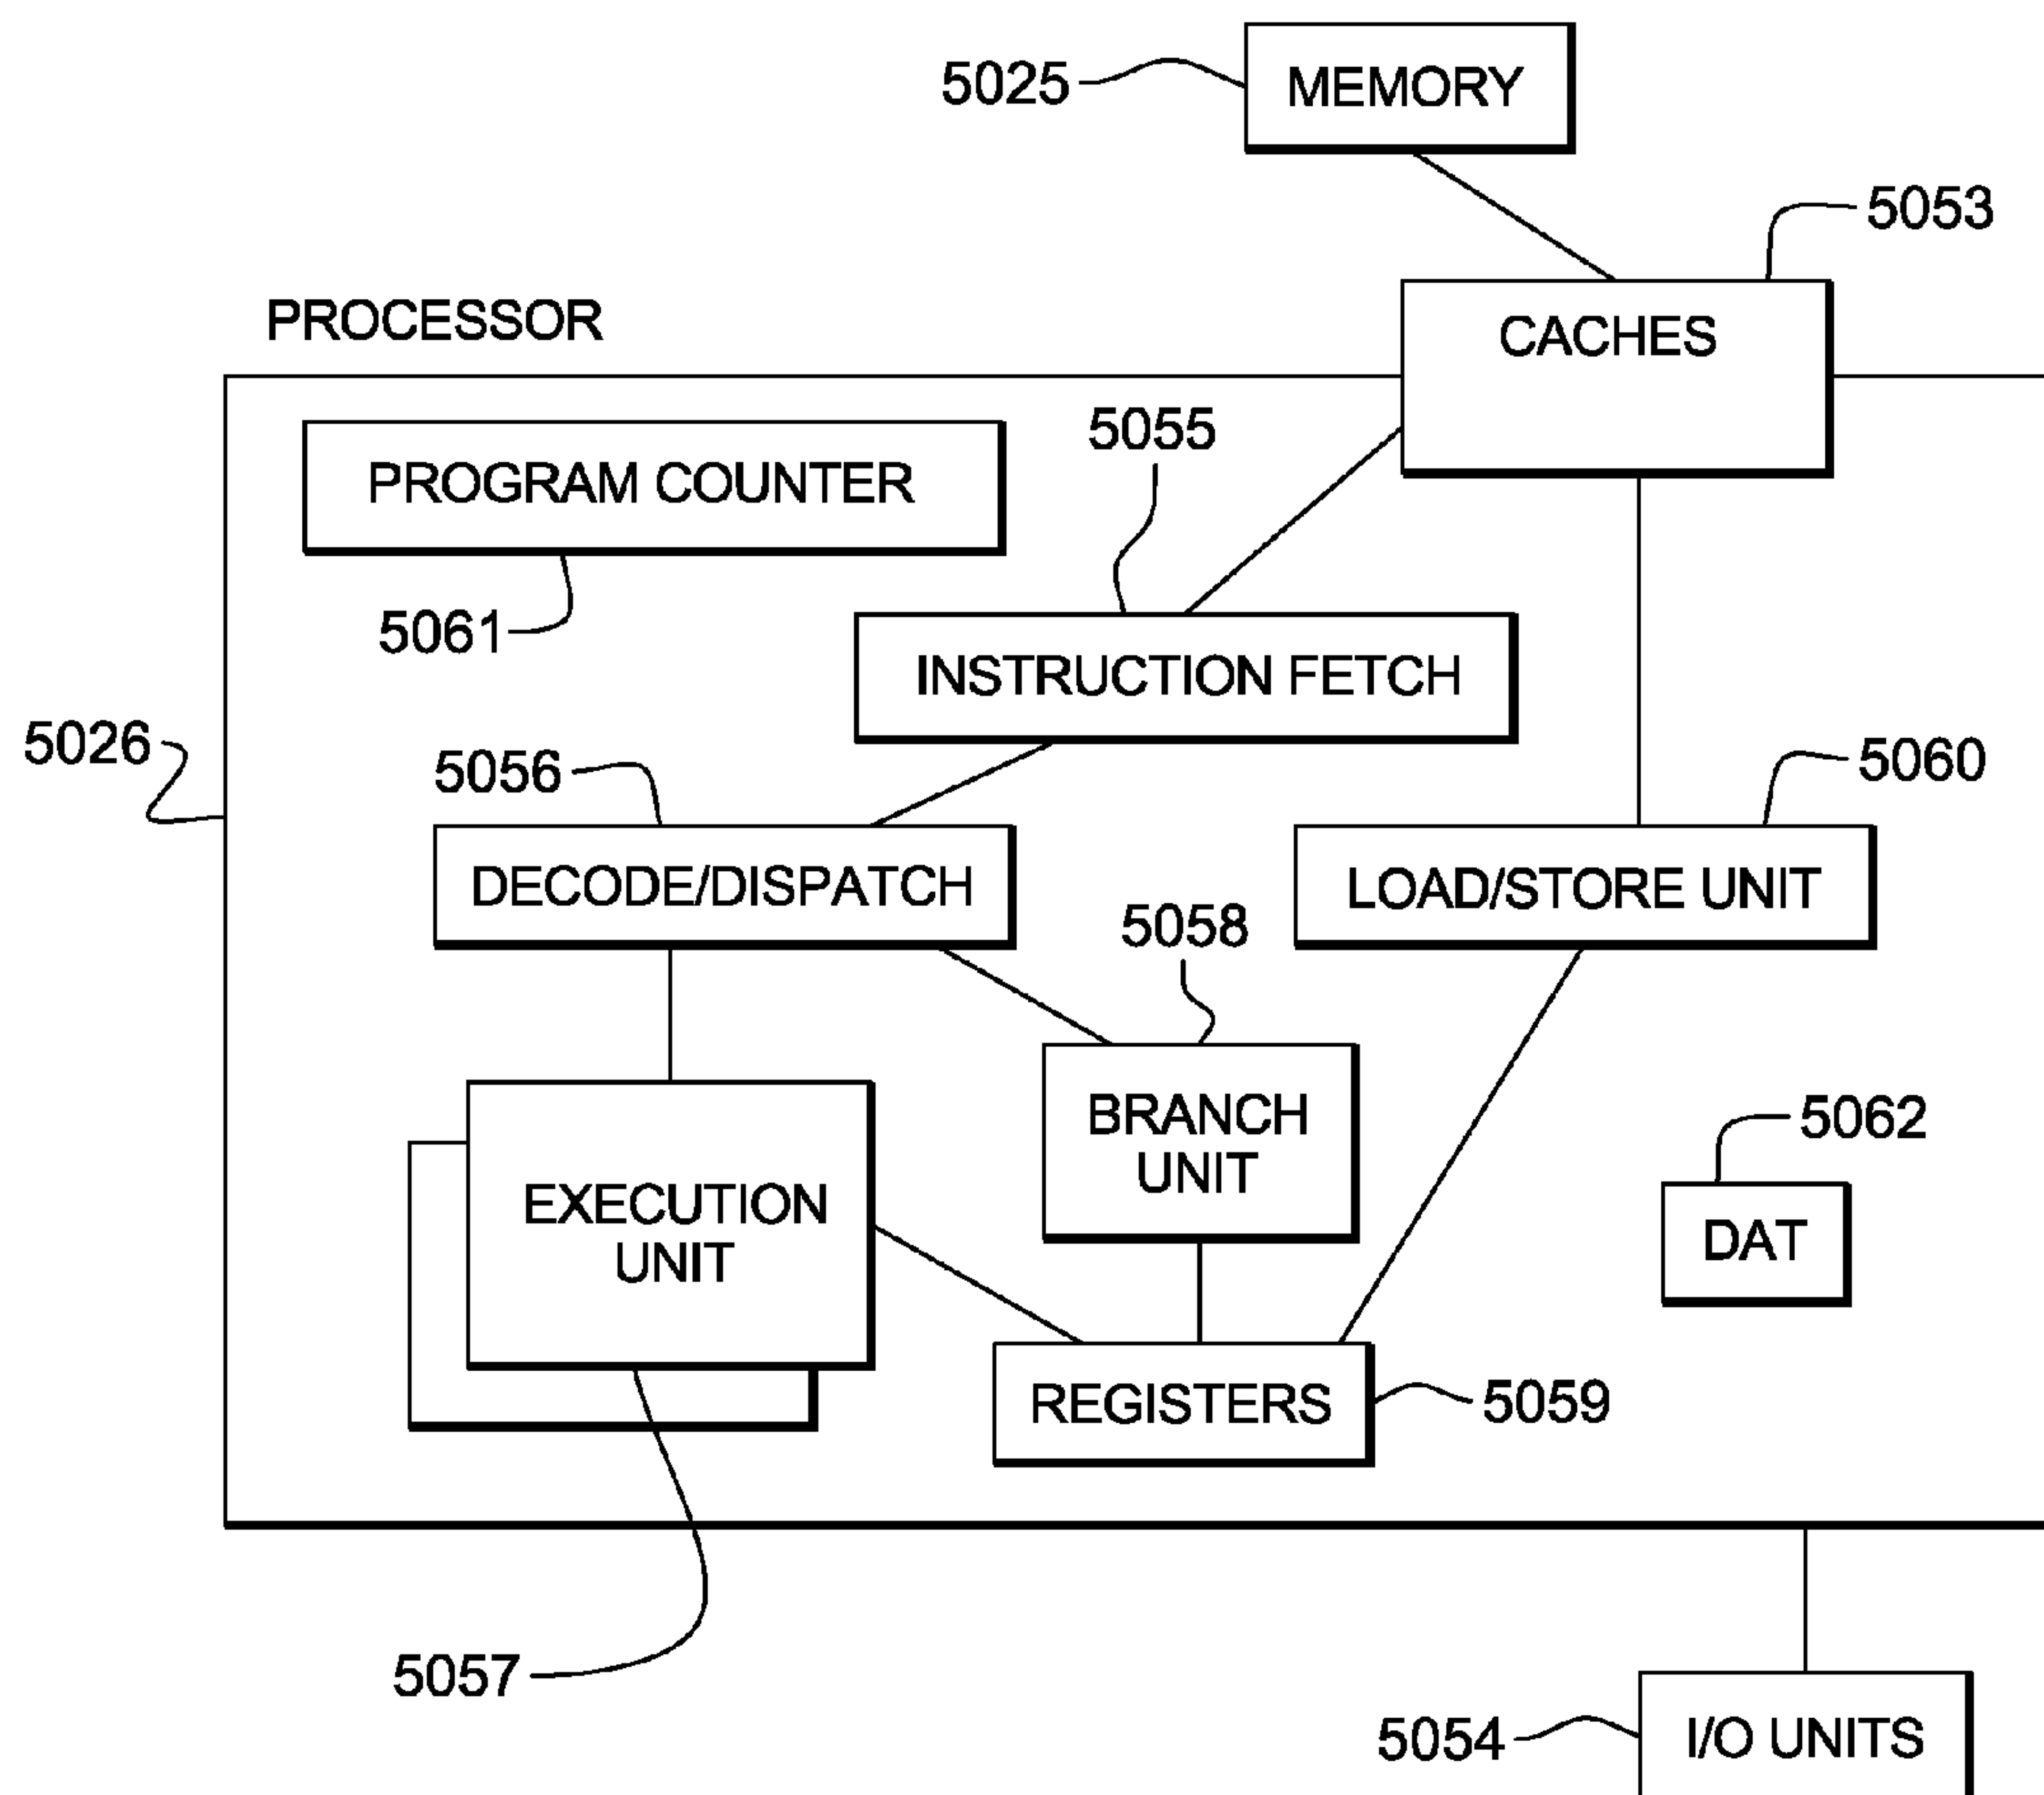 MEMORY
5025
5053
CACHES
PROCESSOR
5055
PROGRAM COUNTER
5061
INSTRUCTION FETCH
5026
5056
5060
DECODE/DISPATCH
LOAD/STORE UNIT
5058
BRANCH
UNIT
5062
EXECUTION
UNIT
DAT
REGISTERS
5059
5057
5054
I/O UNITS